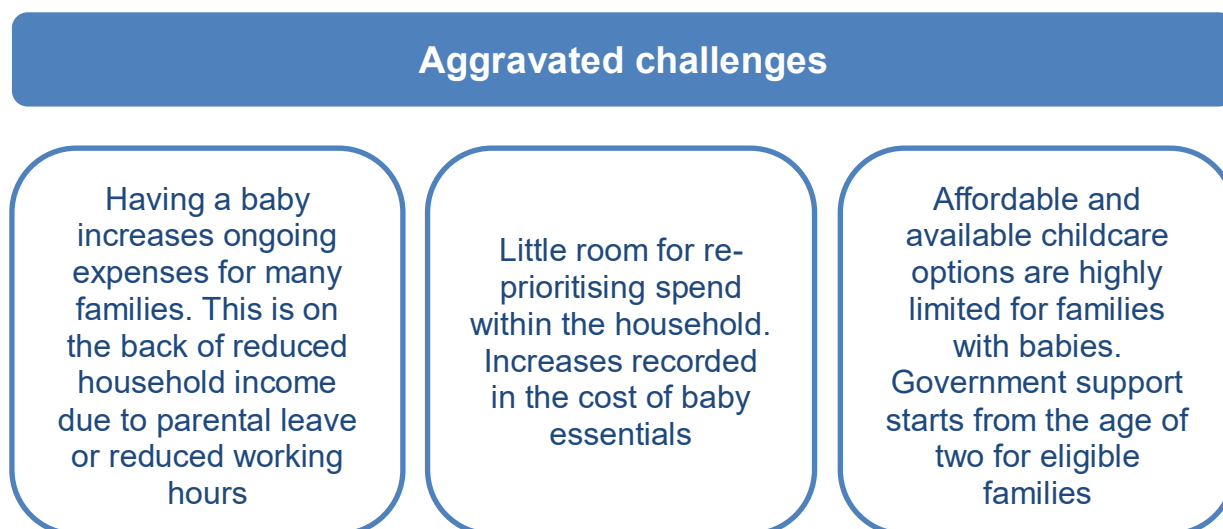 Aggravated challenges
Having a baby
increases ongoing
expenses for many
families. This is on
the back of reduced
household income
due to parental leave
or reduced working
hours
Little room for re-
prioritising spend
within the household.
Increases recorded
in the cost of baby
essentials
Affordable and
available childcare
options are highly
limited for families
with babies.
Government support
starts from the age of
two for eligible
families